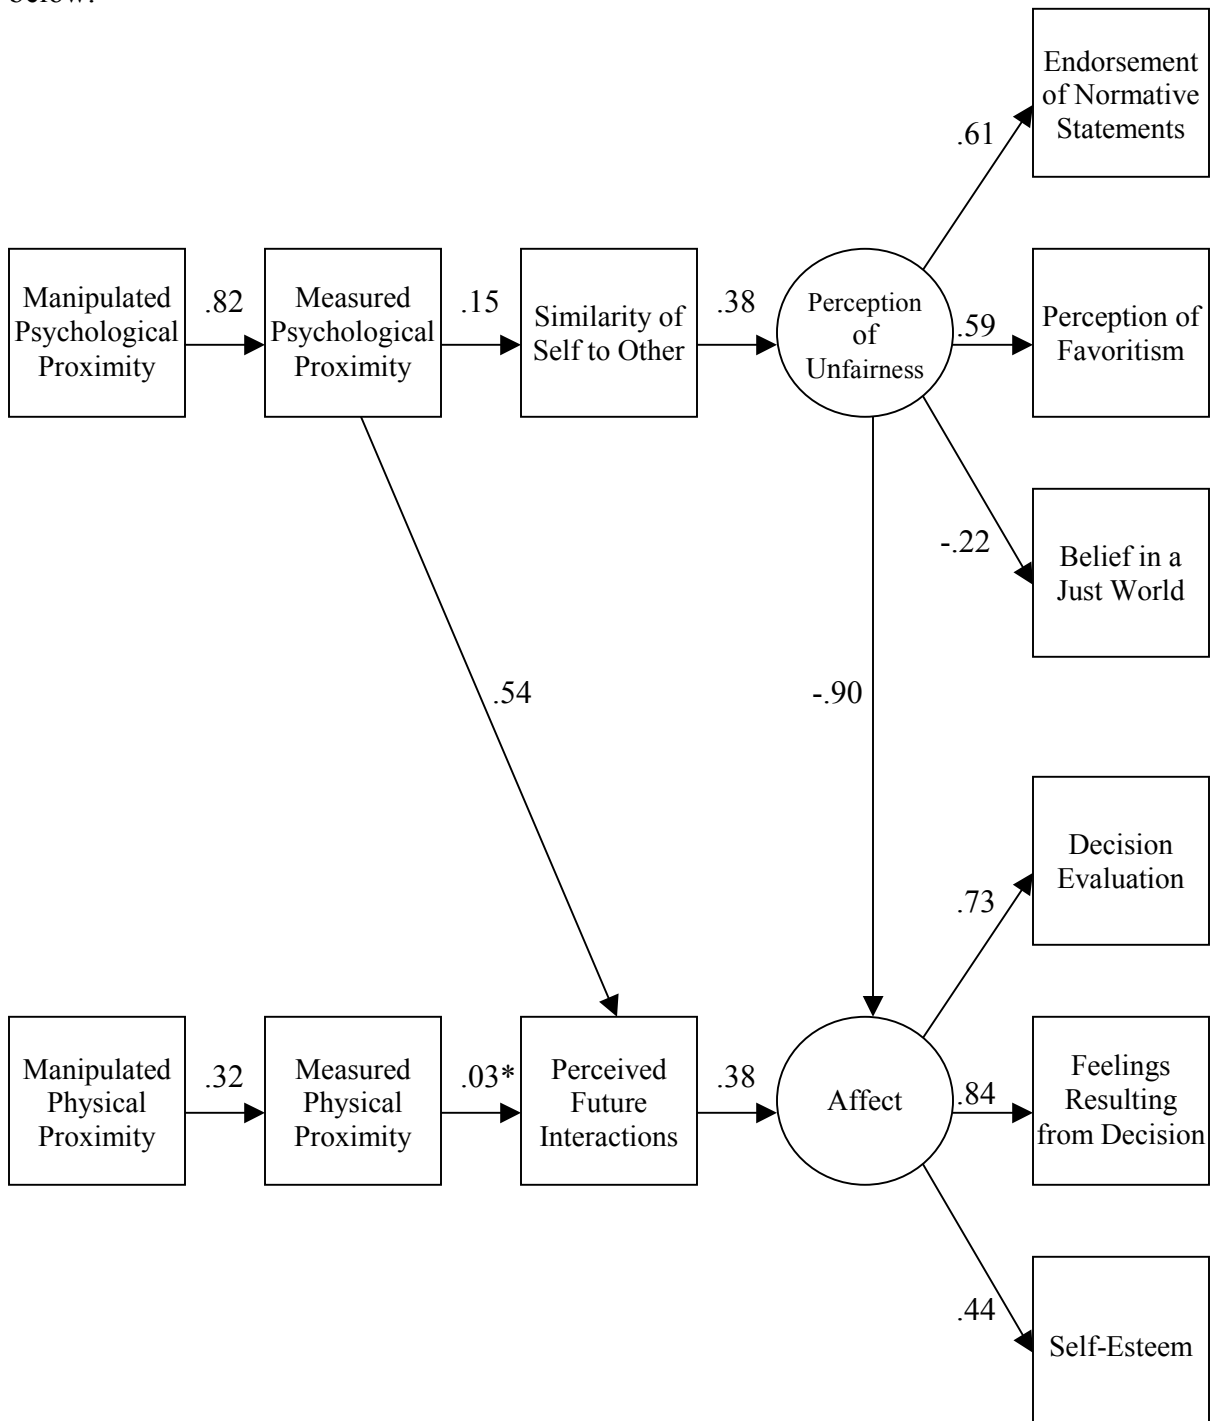 below.
Endorsement
of Normative
Statements
.61
Manipulated
Psychological
Proximity
.82
Measured
Psychological
Proximity
.15
Similarity of
Self to Other
.38
Perception
of
Unfairness
.59
Perception of
Favoritism
-.22
Belief in a
Just World
.54
-.90
Decision
Evaluation
.73
Manipulated
Physical
Proximity
.32
Measured
Physical
Proximity
.03*
Perceived
Future
Interactions
.38
Affect
.84
Feelings
Resulting
from Decision
.44
Self-Esteem